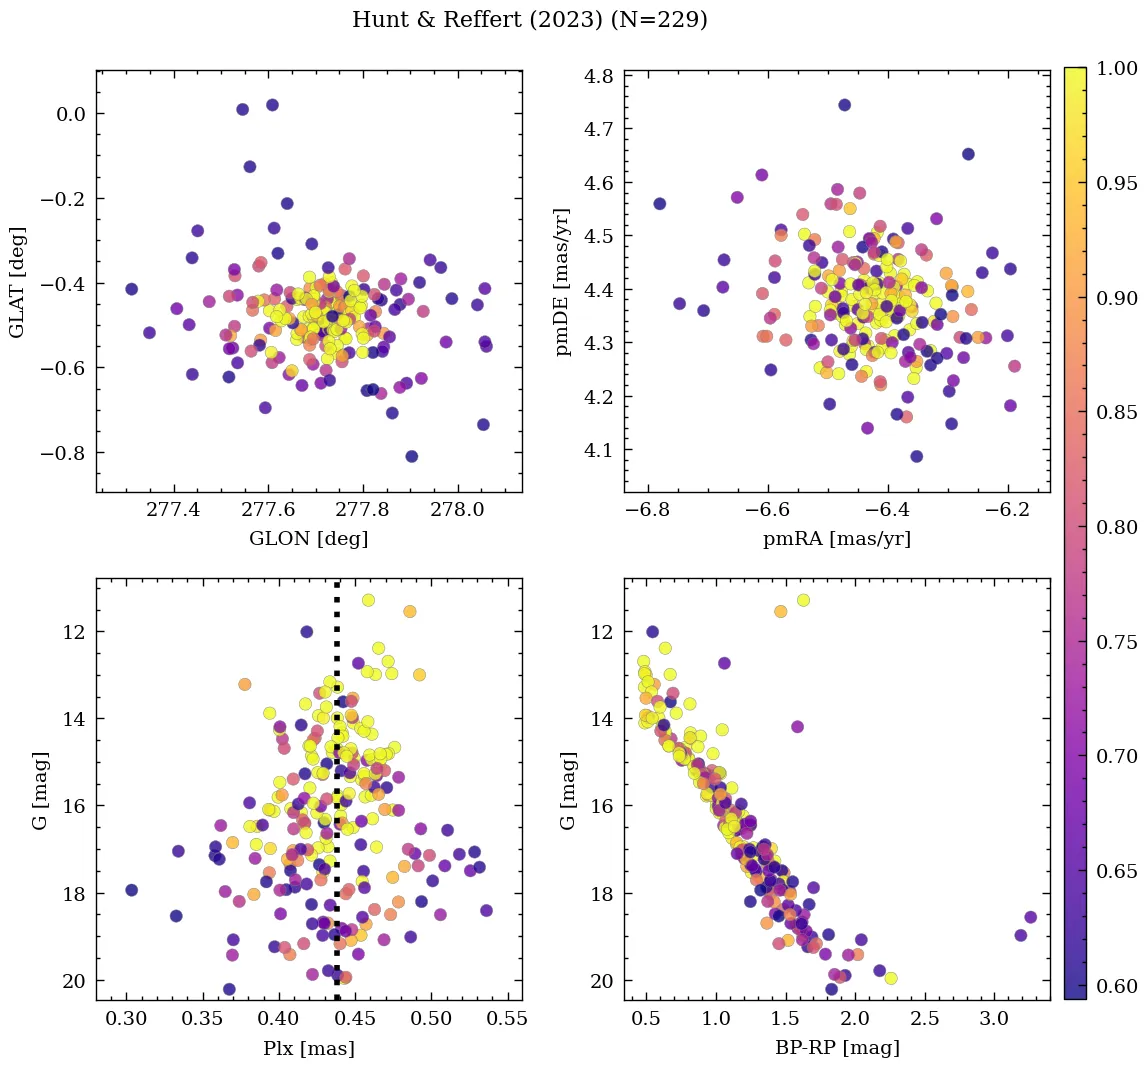 Hunt & Reffert (2023) (N=229)
0.0
−0.2
−0.4
−0.6
−0.8
GLAT [deg]
277.4 277.6 277.8 278.0
GLON [deg]
4.8
4.7
4.6
4.5
4.4
4.3
4.2
4.1
pmDE [mas/yr]
−6.8 −6.6 −6.4 −6.2
pmRA [mas/yr]
12
14
16
18
20
G [mag]
0.30 0.35 0.40 0.45 0.50 0.55
Plx [mas]
12
14
16
18
20
G [mag]
0.5 1.0 1.5 2.0 2.5 3.0
BP-RP [mag]
1.00
0.95
0.90
0.85
0.80
0.75
0.70
0.65
0.60